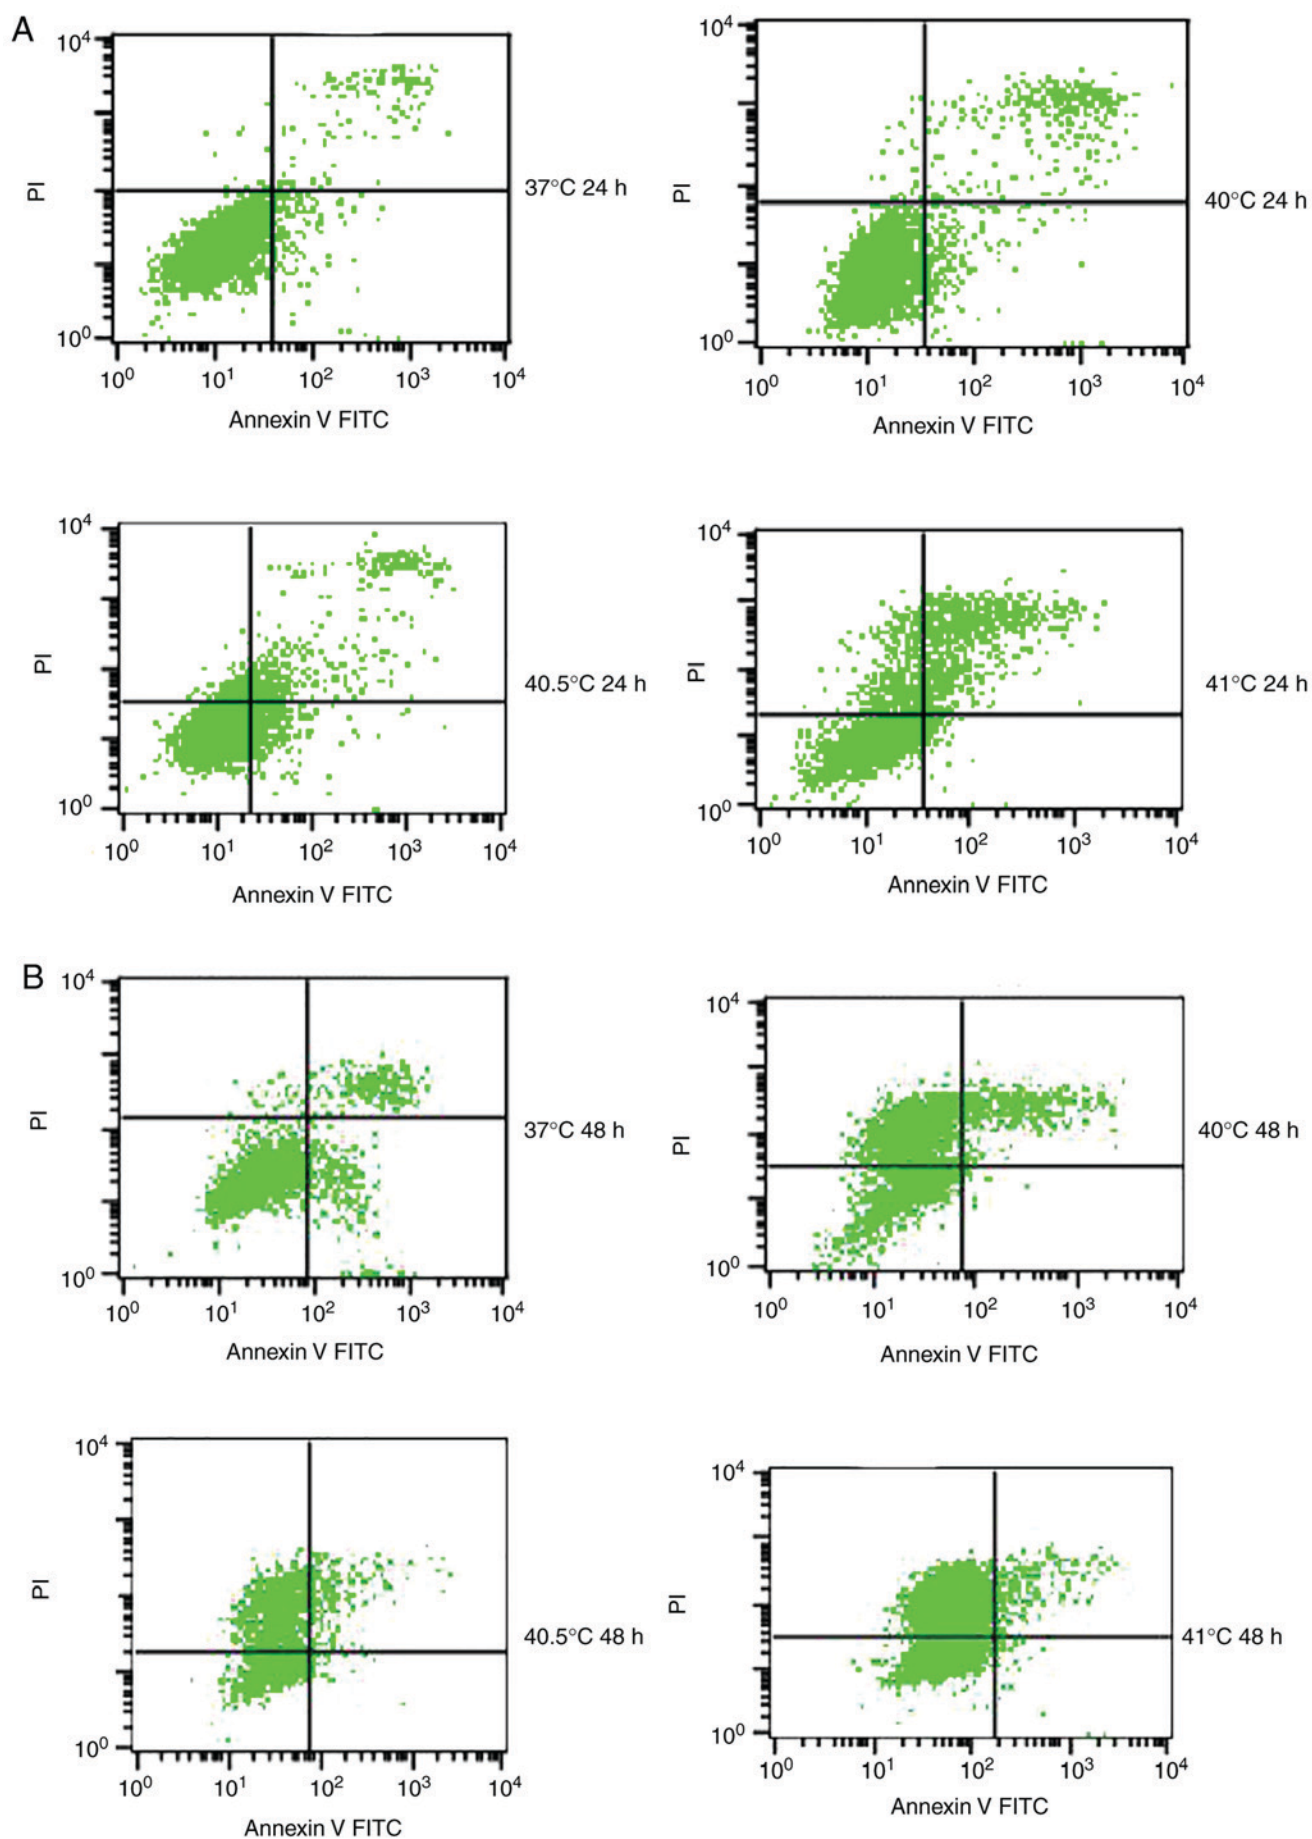 A
10⁴
PI
10⁰
10⁰ 10¹ 10² 10³ 10⁴
Annexin V FITC
37°C 24 h
10⁴
PI
10⁰
10⁰ 10¹ 10² 10³ 10⁴
Annexin V FITC
40°C 24 h
10⁴
PI
10⁰
10⁰ 10¹ 10² 10³ 10⁴
Annexin V FITC
40.5°C 24 h
10⁴
PI
10⁰
10⁰ 10¹ 10² 10³ 10⁴
Annexin V FITC
41°C 24 h
B
10⁴
PI
10⁰
10⁰ 10¹ 10² 10³ 10⁴
Annexin V FITC
37°C 48 h
10⁴
PI
10⁰
10⁰ 10¹ 10² 10³ 10⁴
Annexin V FITC
40°C 48 h
10⁴
PI
10⁰
10⁰ 10¹ 10² 10³ 10⁴
Annexin V FITC
40.5°C 48 h
10⁴
PI
10⁰
10⁰ 10¹ 10² 10³ 10⁴
Annexin V FITC
41°C 48 h